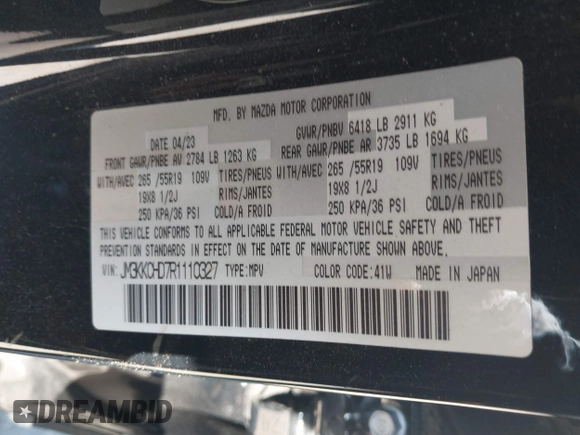 MFD. BY MAZDA MOTOR CORPORATION
DATE 04/23 GVWR/PNBV 6418 LB 2911 KG
FRONT GAWR/PNBE AV 2784 LB 1263 KG REAR GAWR/PNBE AR 3735 LB 1694 KG
WITH/AVEC 265 /55R19 109V TIRES/PNEUS WITH/AVEC 265 /55R19 109V TIRES/PNEUS
19X8 1/2J RIMS/JANTES 19X8 1/2J RIMS/JANTES
250 KPA/36 PSI COLD/A FROID 250 KPA/36 PSI COLD/A FROID
THIS VEHICLE CONFORMS TO ALL APPLICABLE FEDERAL MOTOR VEHICLE SAFETY AND THEFT
PREVENTION STANDARDS IN EFFECT ON THE DATE OF MANUFACTURE SHOWN ABOVE.
VIN: JM3KKCHD7R1110327 TYPE:MPV COLOR CODE:41W MADE IN JAPAN
DREAMBID